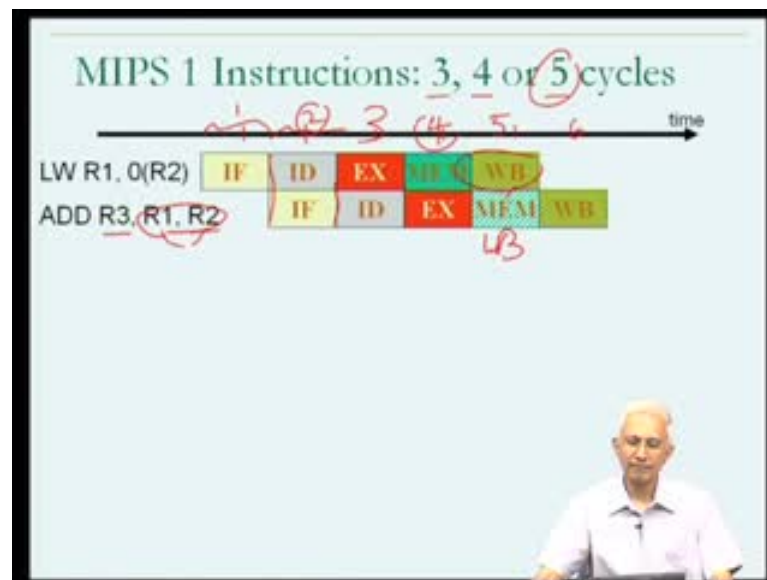 MIPS 1 Instructions: 3, 4 or 5 cycles
1 2 3 4 5 6 time
LW R1, 0(R2) IF ID EX MEM WB
ADD R3, R1, R2 IF ID EX MEM WB
WB